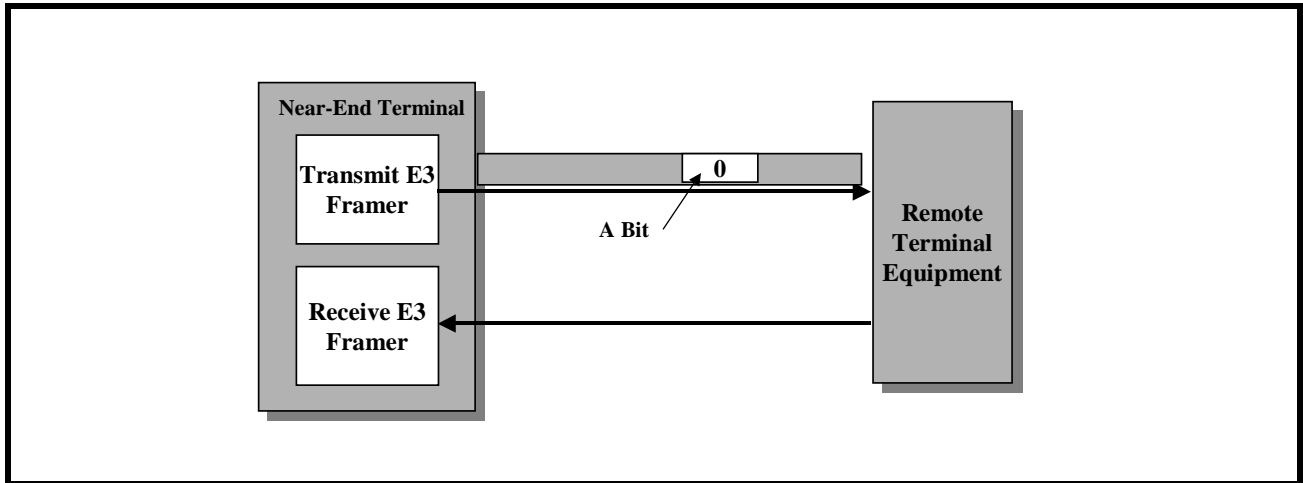 Near-End Terminal
Transmit E3
Framer
0
A Bit
Remote
Terminal
Equipment
Receive E3
Framer